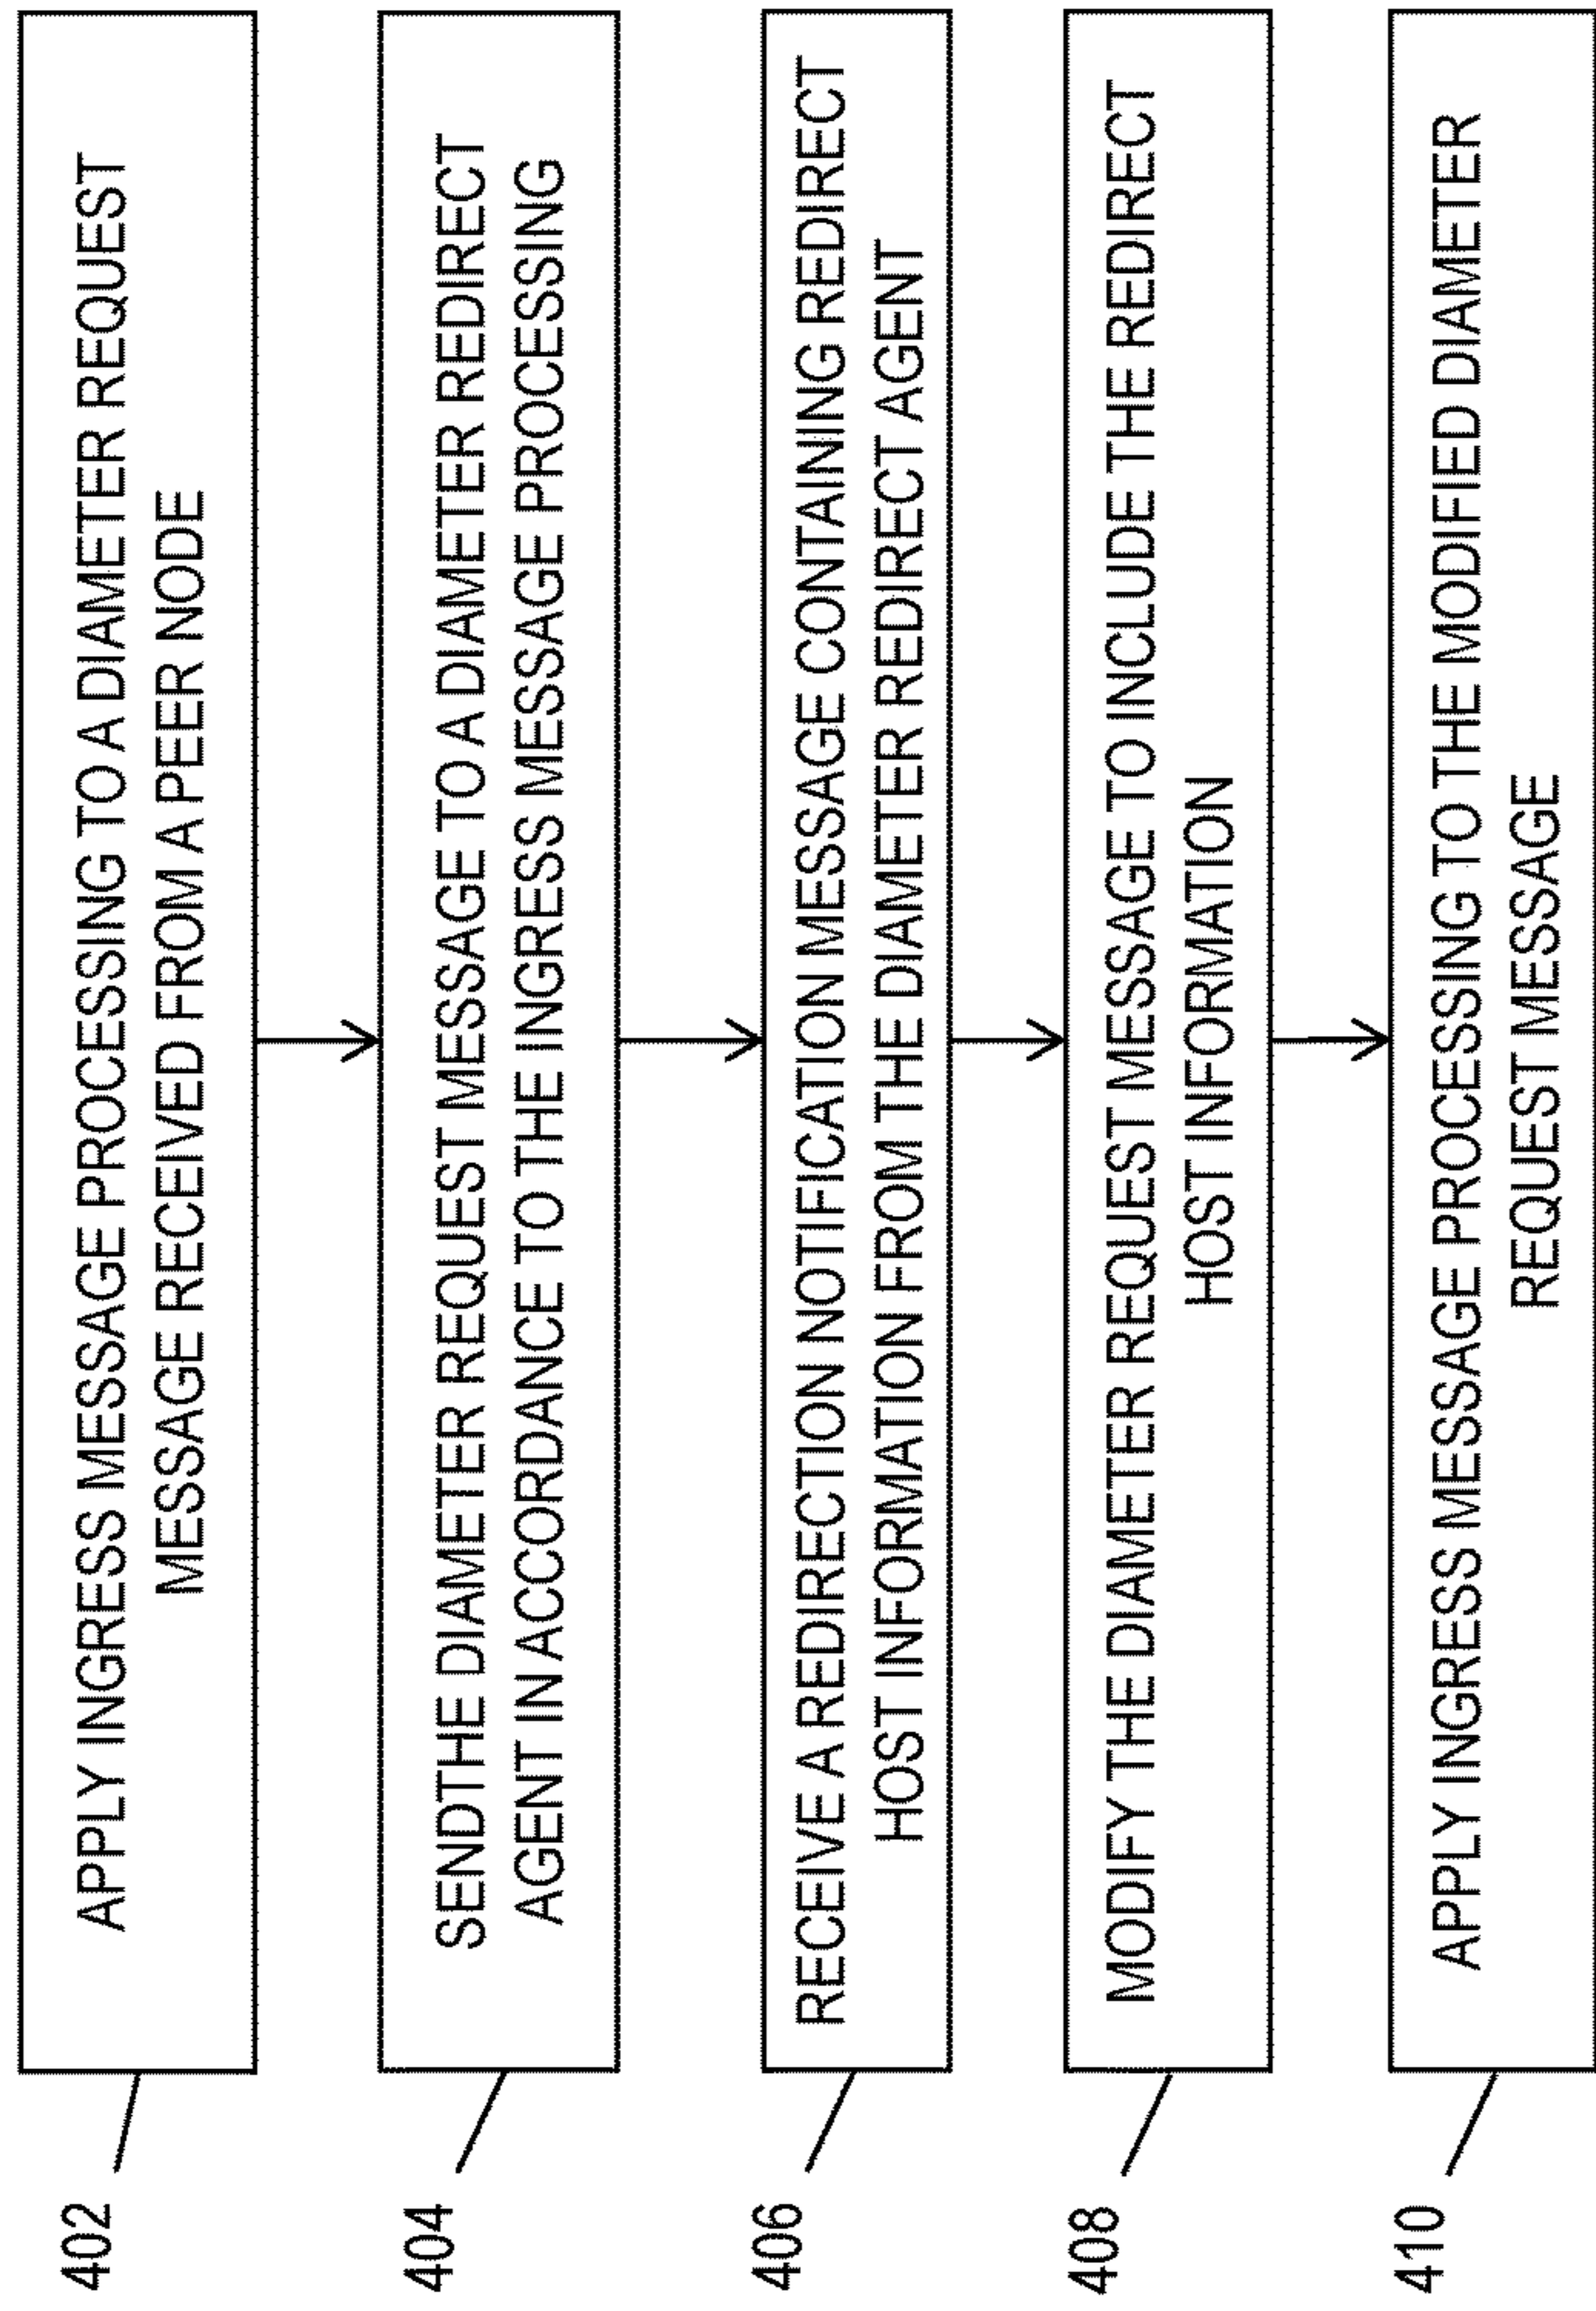 402
APPLY INGRESS MESSAGE PROCESSING TO A DIAMETER REQUEST
MESSAGE RECEIVED FROM A PEER NODE
404
SENDTHE DIAMETER REQUEST MESSAGE TO A DIAMETER REDIRECT
AGENT IN ACCORDANCE TO THE INGRESS MESSAGE PROCESSING
406
RECEIVE A REDIRECTION NOTIFICATION MESSAGE CONTAINING REDIRECT
HOST INFORMATION FROM THE DIAMETER REDIRECT AGENT
408
MODIFY THE DIAMETER REQUEST MESSAGE TO INCLUDE THE REDIRECT
HOST INFORMATION
410
APPLY INGRESS MESSAGE PROCESSING TO THE MODIFIED DIAMETER
REQUEST MESSAGE